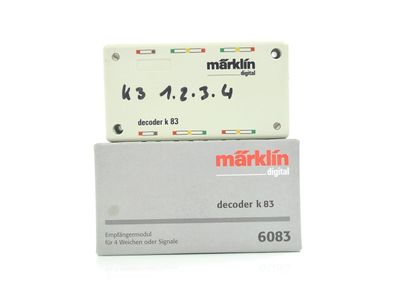 märklin
digital
K 3 1.2.3.4
decoder k 83
märklin
digital
decoder k 83
Empfängermodul
für 4 Weichen oder Signale
6083